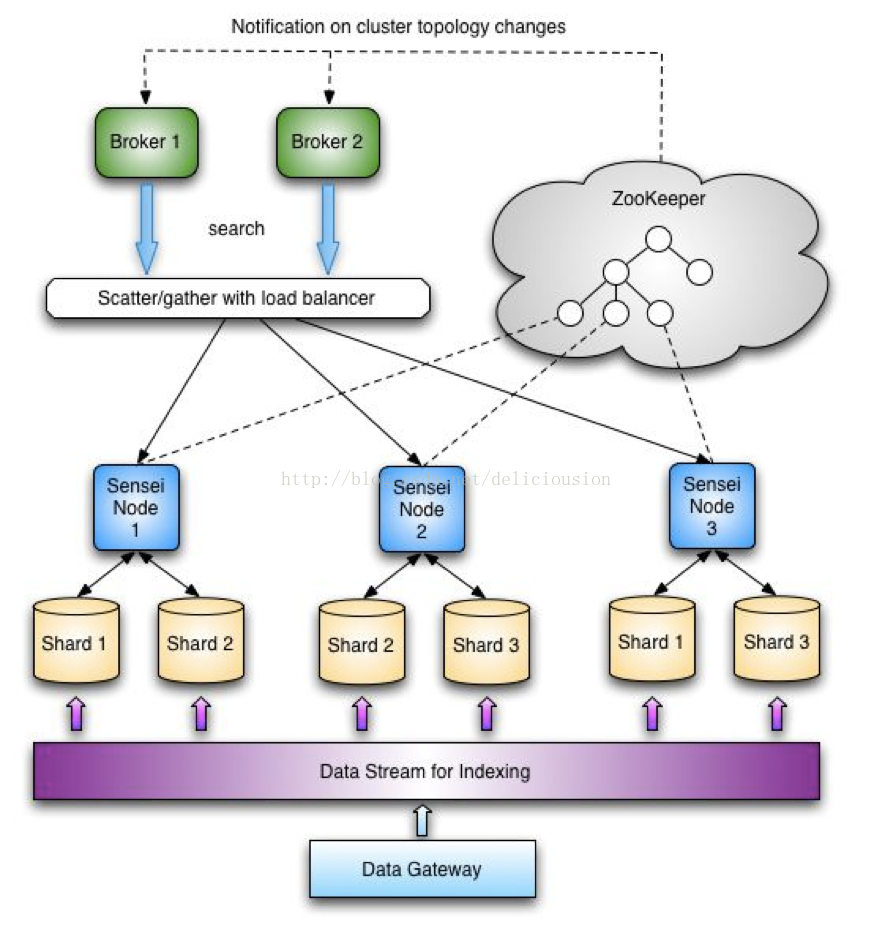 Notification on cluster topology changes
Broker 1
Broker 2
ZooKeeper
search
Scatter/gather with load balancer
Sensei
Node
1
Sensei
Node
2
Sensei
Node
3
Shard 1
Shard 2
Shard 2
Shard 3
Shard 1
Shard 3
Data Stream for Indexing
Data Gateway